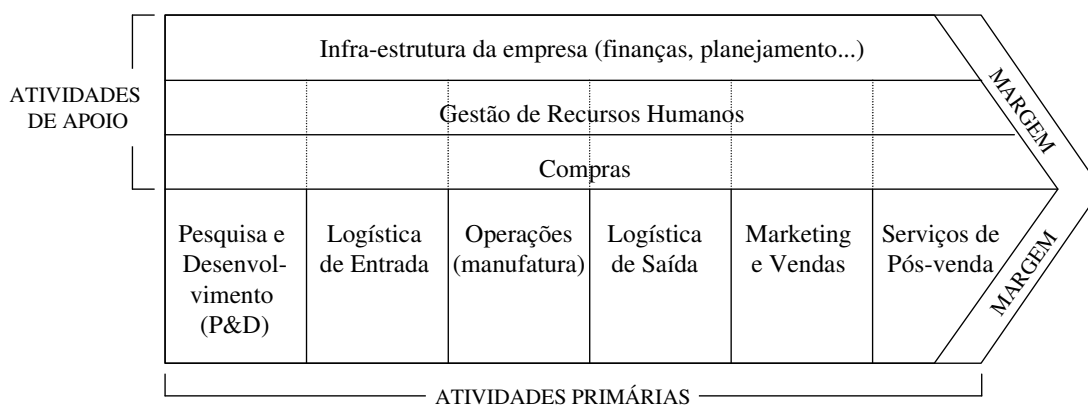 Infra-estrutura da empresa (finanças, planejamento...)
ATIVIDADES
DE APOIO
Gestão de Recursos Humanos
Compras
MARGEM
Pesquisa e
Desenvol-
vimento
(P&D)
Logística
de Entrada
Operações
(manufatura)
Logística
de Saída
Marketing
e Vendas
Serviços de
Pós-venda
MARGEM
ATIVIDADES PRIMÁRIAS